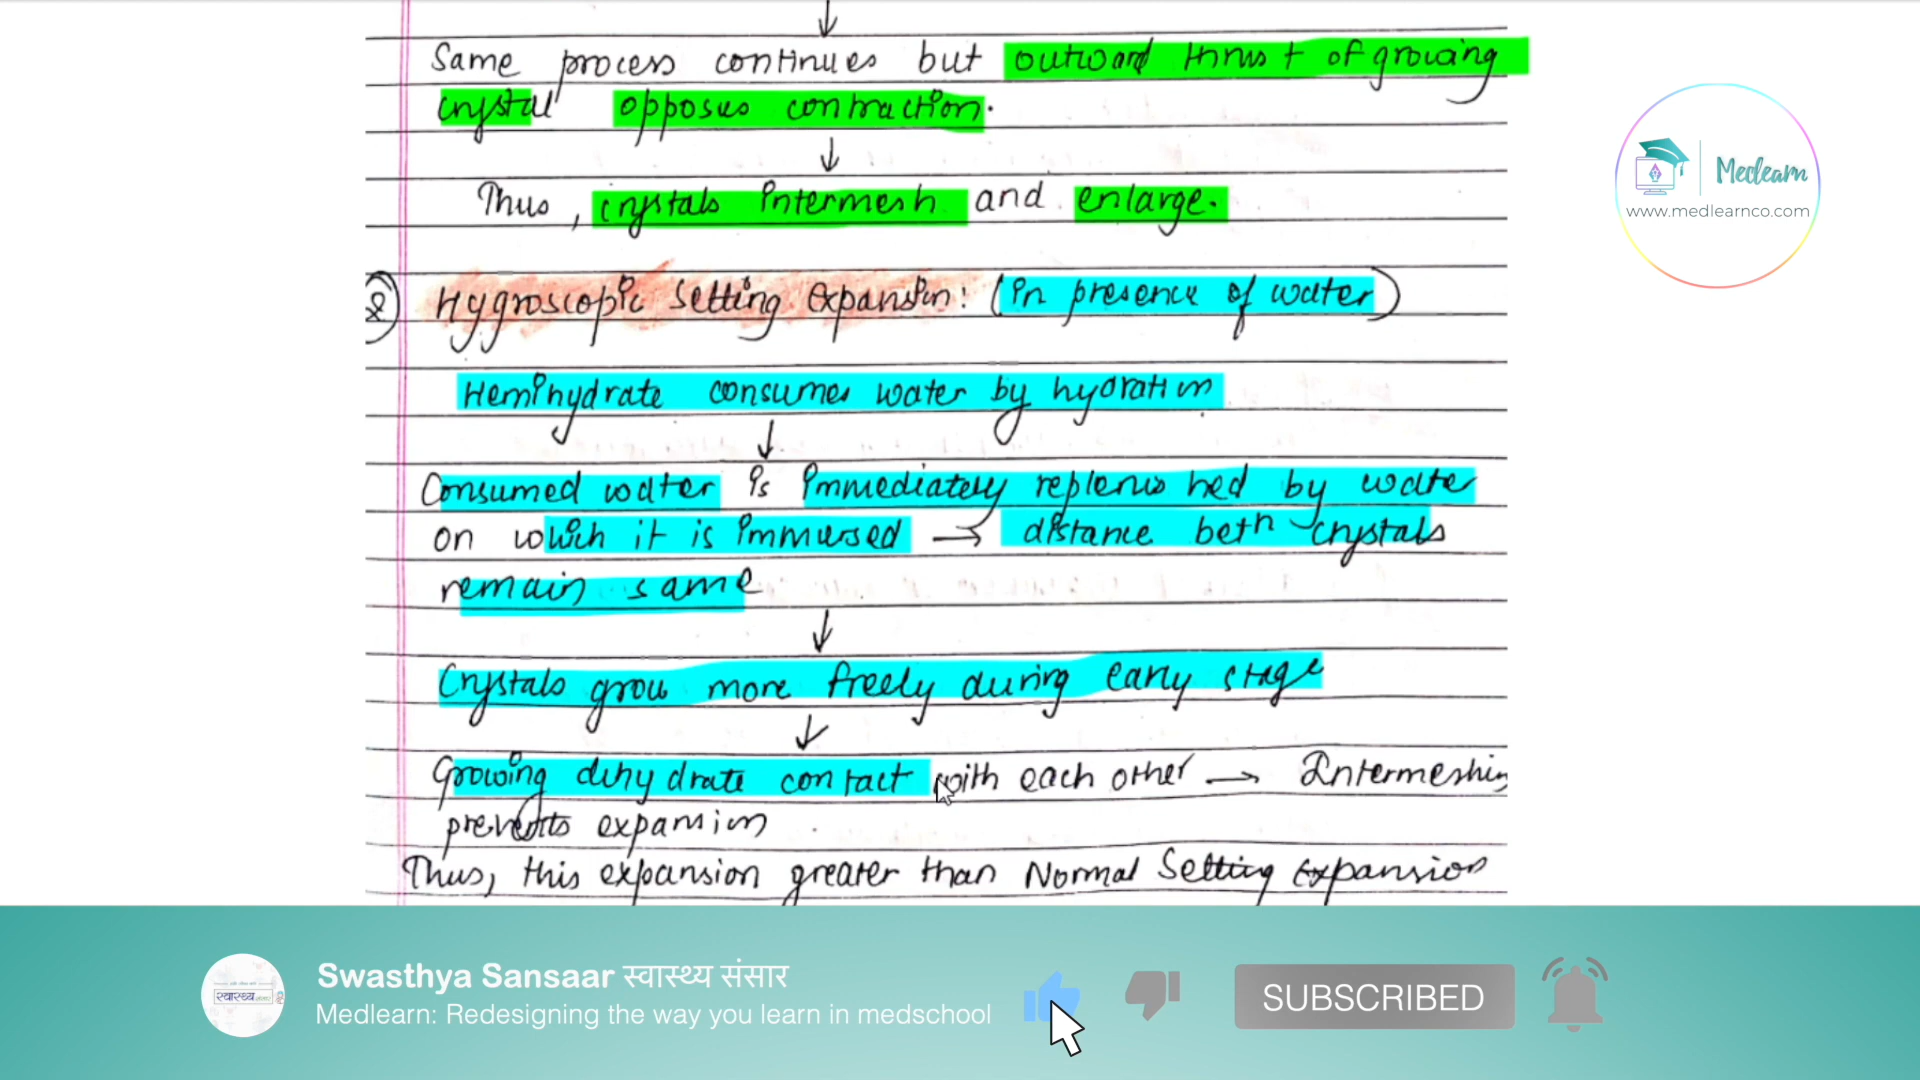 Same process continues but outward thrust of growing
crystal opposes contraction.
Thus, crystals intermesh and enlarge.
2) Hygroscopic Setting Expansion: (in presence of water)
Hemihydrate consumes water by hydration
Consumed water is immediately replenished by water
on which it is immersed → distance betn crystals
remain same
Crystals grow more freely during early stage
Growing dihydrate contact with each other → Intermeshing
prevents expansion
Thus, this expansion greater than Normal Setting Expansion
Medlearn
www.medlearnco.com
स्वास्थ्य
Swasthya Sansaar स्वास्थ्य संसार
Medlearn: Redesigning the way you learn in medschool
SUBSCRIBED